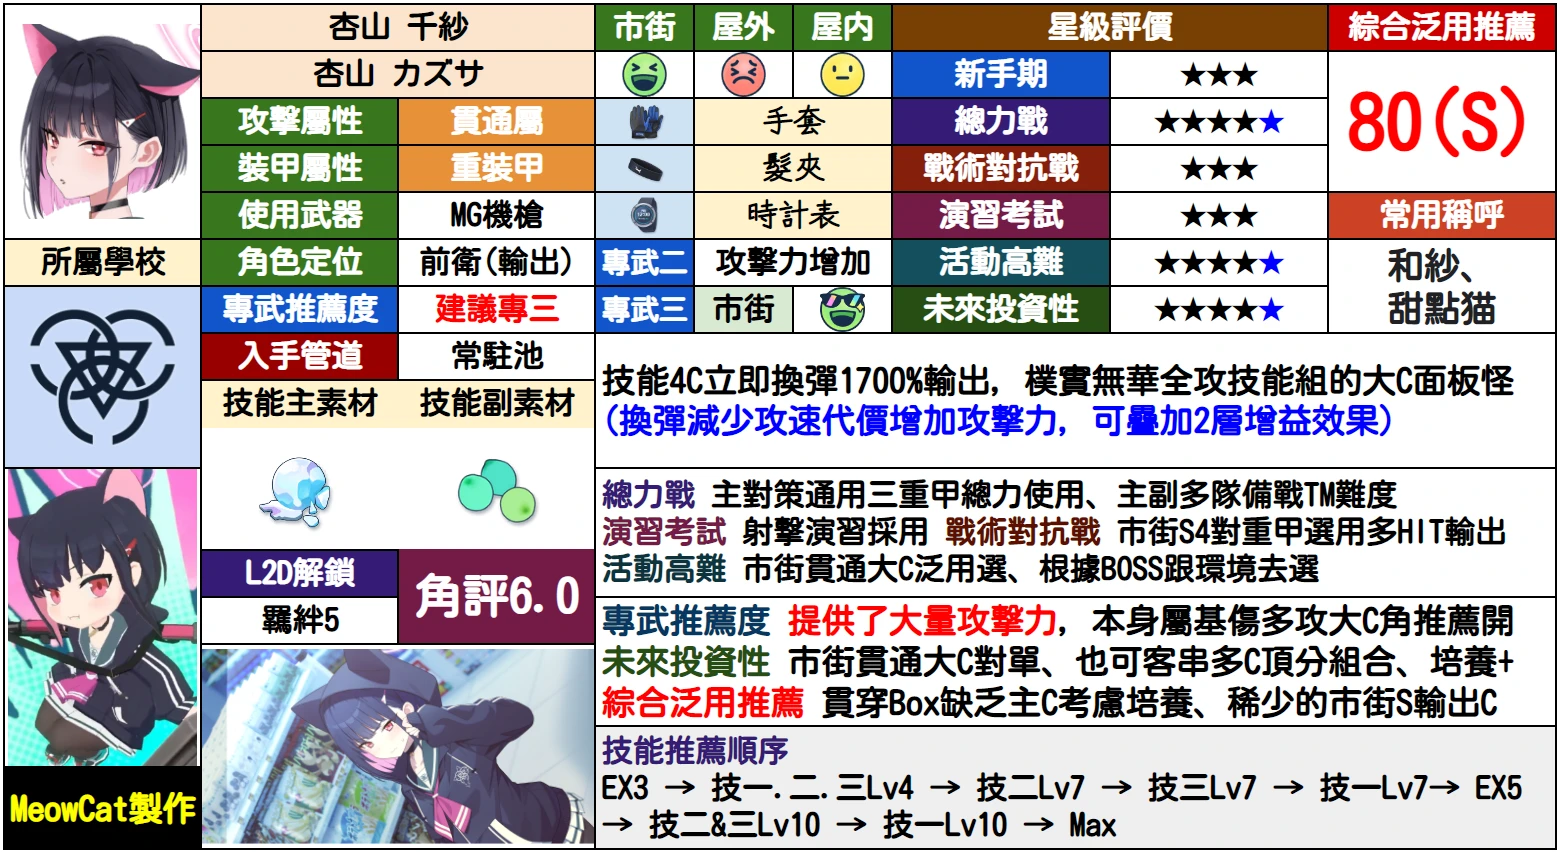 杏山 千紗
杏山 カズサ
攻擊屬性 貫通屬
裝甲屬性 重裝甲
使用武器 MG機槍
所屬學校
角色定位 前衛(輸出)
專武推薦度 建議專三
入手管道 常駐池
技能主素材 技能副素材
L2D解鎖
羈絆5
角評6.0
MeowCat製作
市街 屋外 屋内
手套
髮夾
時計表
專武二 攻擊力增加
專武三 市街
星級評價
新手期 ★★★
總力戰 ★★★★★
戰術對抗戰 ★★★
演習考試 ★★★
活動高難 ★★★★★
未來投資性 ★★★★★
綜合泛用推薦
80(S)
常用稱呼
和紗、
甜點猫
技能4C立即換彈1700%輸出, 樸實無華全攻技能組的大C面板怪
(換彈減少攻速代價增加攻擊力, 可疊加2層增益效果)
總力戰 主對策通用三重甲總力使用、主副多隊備戰TM難度
演習考試 射擊演習採用 戰術對抗戰 市街S4對重甲選用多HIT輸出
活動高難 市街貫通大C泛用選、根據BOSS跟環境去選
專武推薦度 提供了大量攻擊力, 本身屬基傷多攻大C角推薦開
未來投資性 市街貫通大C對單、也可客串多C頂分組合、培養+
綜合泛用推薦 貫穿Box缺乏主C考慮培養、稀少的市街S輸出C
技能推薦順序
EX3 → 技一.二.三Lv4 → 技二Lv7 → 技三Lv7 → 技一Lv7→ EX5
→ 技二&三Lv10 → 技一Lv10 → Max